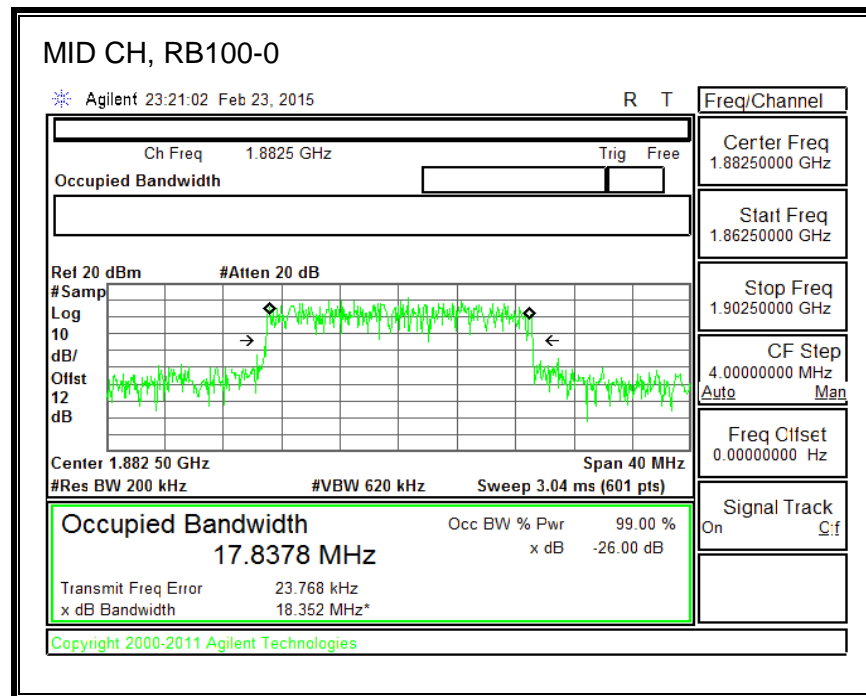 MID CH, RB100-0
Agilent 23:21:02 Feb 23, 2015 R T
Ch Freq 1.8825 GHz Trig Free
Occupied Bandwidth
Ref 20 dBm #Atten 20 dB
#Samp
Log
10
dB/
Offst
12
dB
Center 1.882 50 GHz Span 40 MHz
#Res BW 200 kHz #VBW 620 kHz Sweep 3.04 ms (601 pts)
Occupied Bandwidth
17.8378 MHz
Occ BW % Pwr 99.00 %
x dB -26.00 dB
Transmit Freq Error 23.768 kHz
x dB Bandwidth 18.352 MHz*
Copyright 2000-2011 Agilent Technologies
Freq/Channel
Center Freq
1.88250000 GHz
Start Freq
1.86250000 GHz
Stop Freq
1.90250000 GHz
CF Step
4.00000000 MHz
Auto Man
Freq Offset
0.00000000 Hz
Signal Track
On Off